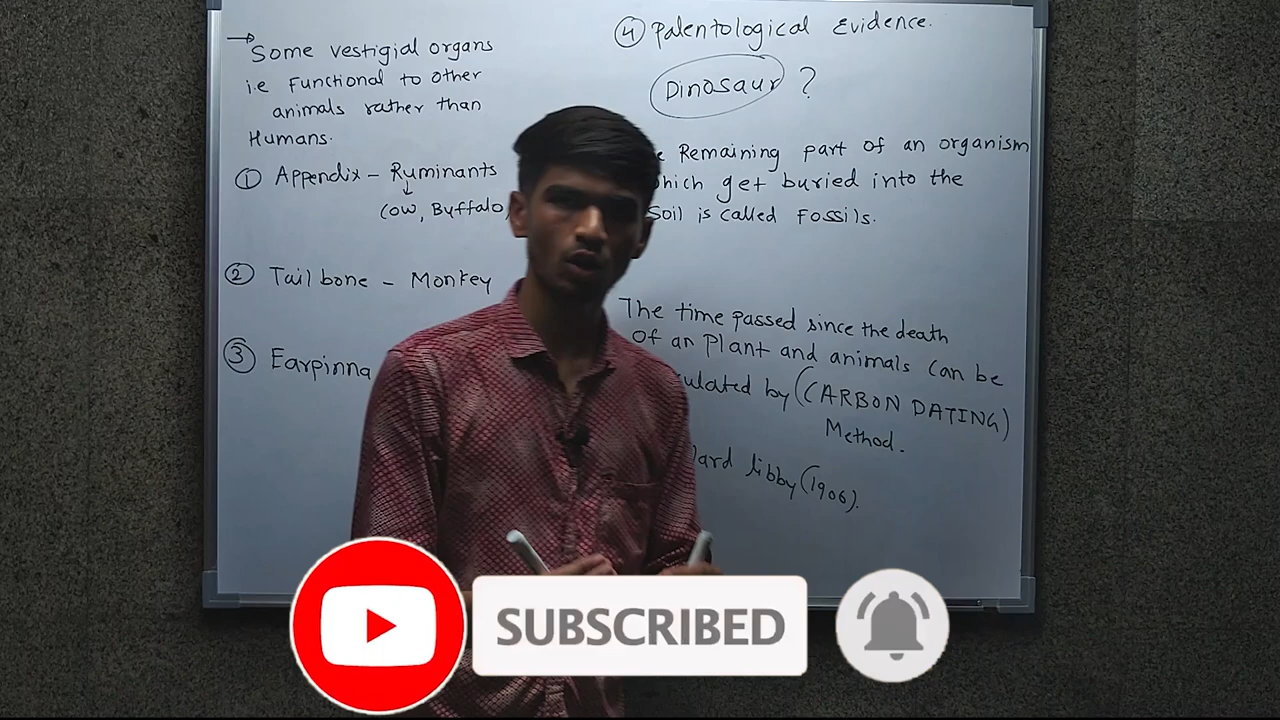 → Some vestigial organs
i.e Functional to other
animals rather than
Humans.
① Appendix – Ruminants
↓
Cow, Buffalo
② Tail bone – Monkey
③ Earpinna
④ Palentological Evidence.
Dinosaur ?
Remaining part of an organism
which get buried into the
Soil is called Fossils.
The time passed since the death
of an Plant and animals can be
ulated by (CARBON DATING)
Method.
lard libby (1906).
SUBSCRIBED